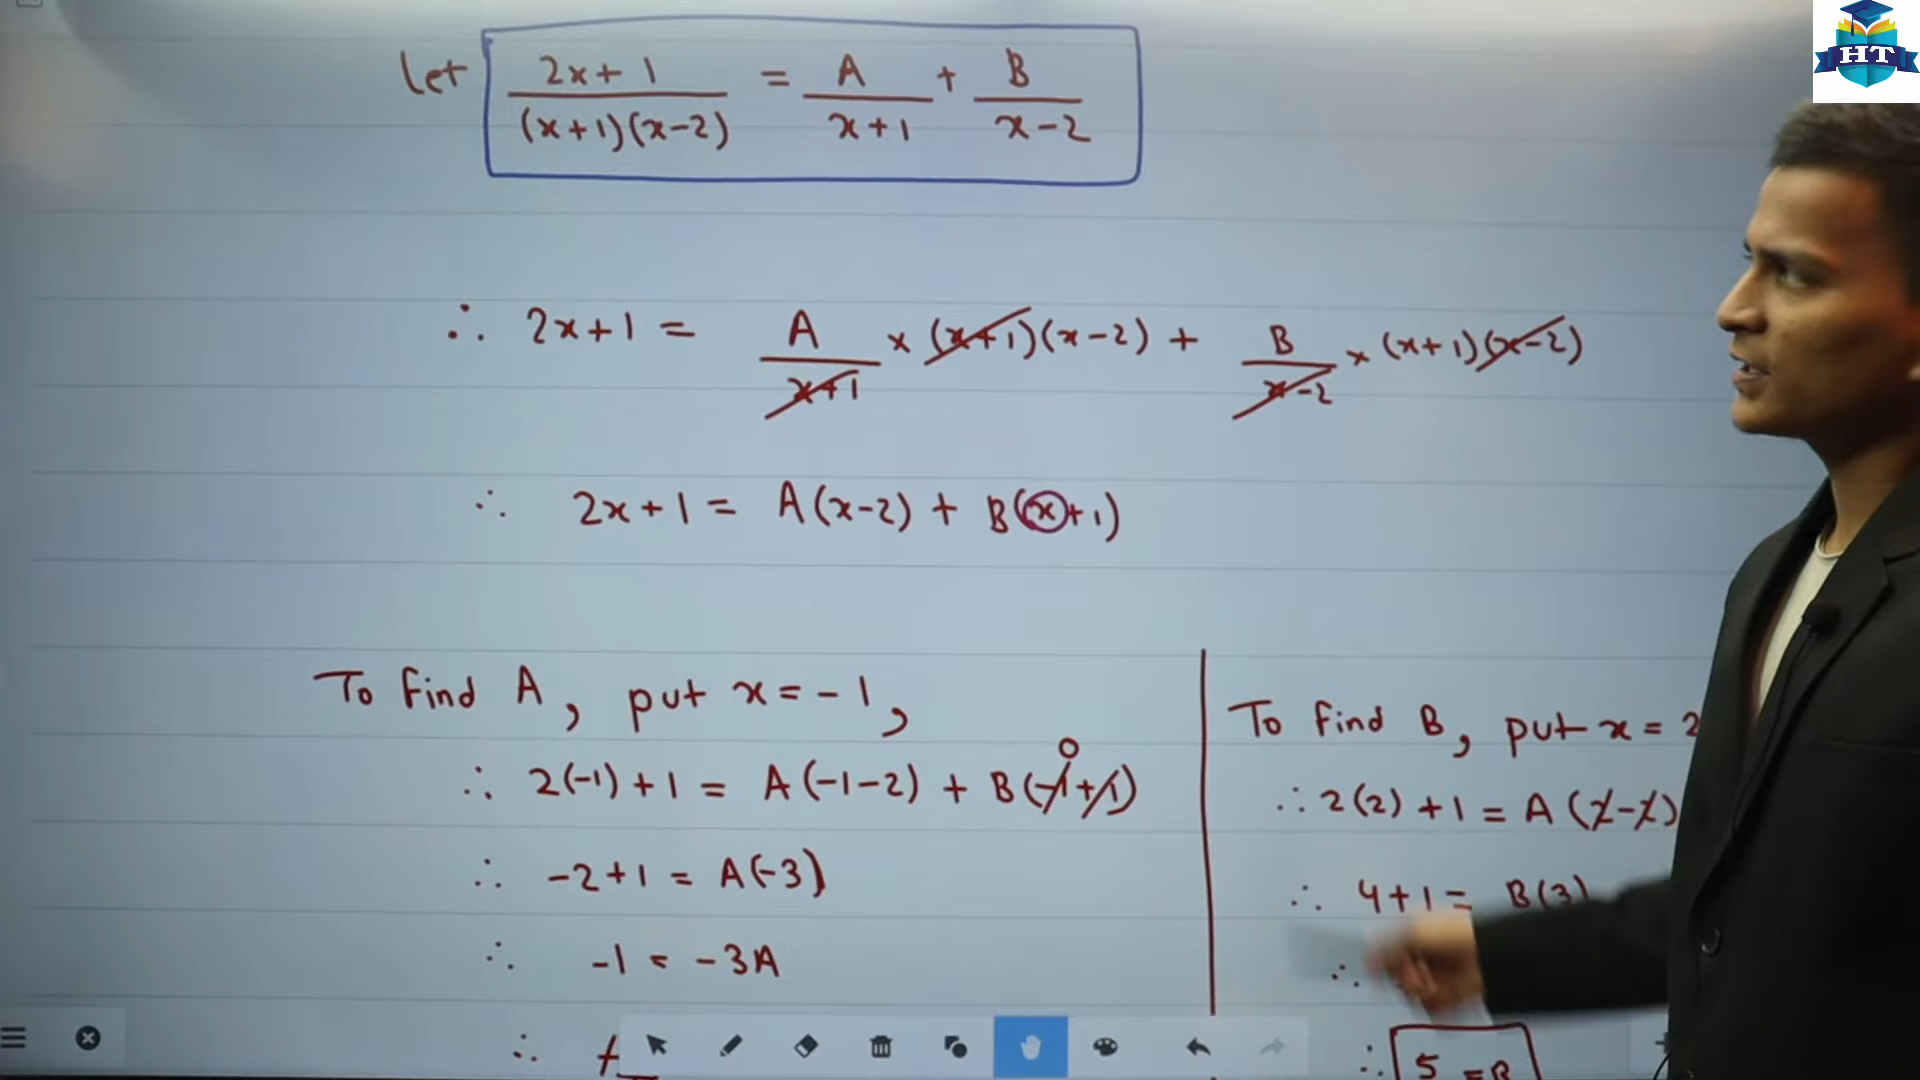 HT
Let 2x+1 / (x+1)(x-2) = A / x+1 + B / x-2
∴ 2x+1 = A / x+1 × (x+1)(x-2) + B / x-2 × (x+1)(x-2)
∴ 2x+1 = A(x-2) + B(x+1)
To find A, put x = -1,
∴ 2(-1)+1 = A(-1-2) + B(-1+1) 0
∴ -2+1 = A(-3)
∴ -1 = -3A
∴
To find B, put x = 2
∴ 2(2)+1 = A(2-2)
∴ 4+1 = B(3)
∴
∴ 5 = B